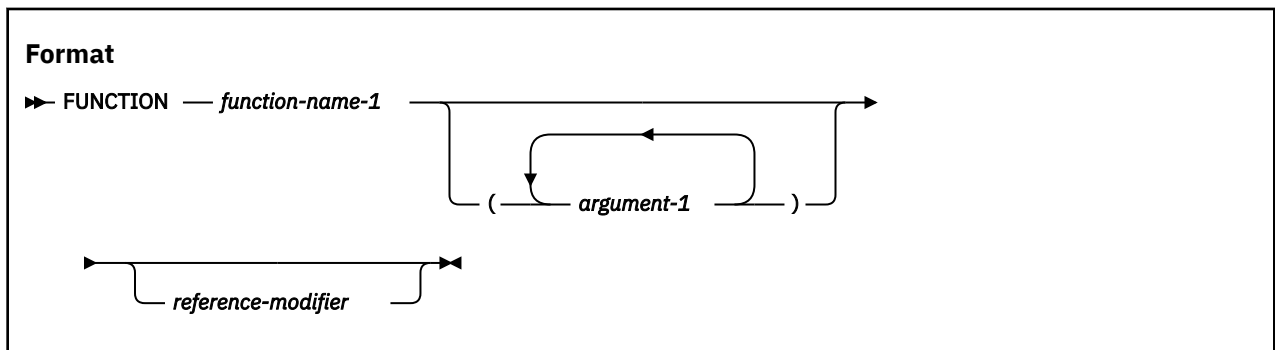 Format
FUNCTION function-name-1
( argument-1 )
reference-modifier